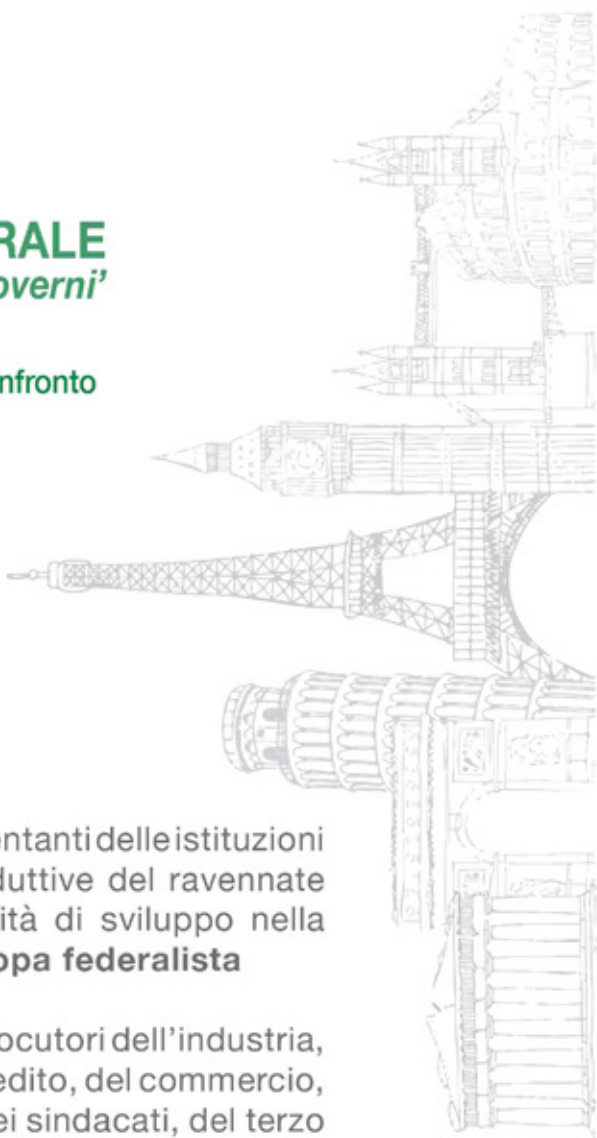 RALE
overni’
nfronto
entanti delle istituzioni
duttive del ravennate
ità di sviluppo nella
opa federalista
ocutori dell’industria,
edito, del commercio,
ei sindacati, del terzo